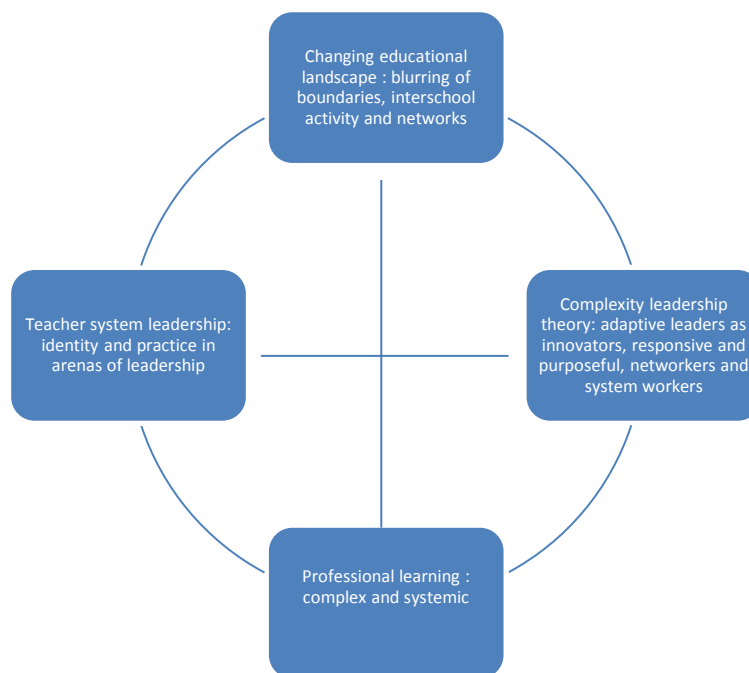 Changing educational
landscape : blurring of
boundaries, interschool
activity and networks
Teacher system leadership:
identity and practice in
arenas of leadership
Complexity leadership
theory: adaptive leaders as
innovators, responsive and
purposeful, networkers and
system workers
Professional learning :
complex and systemic